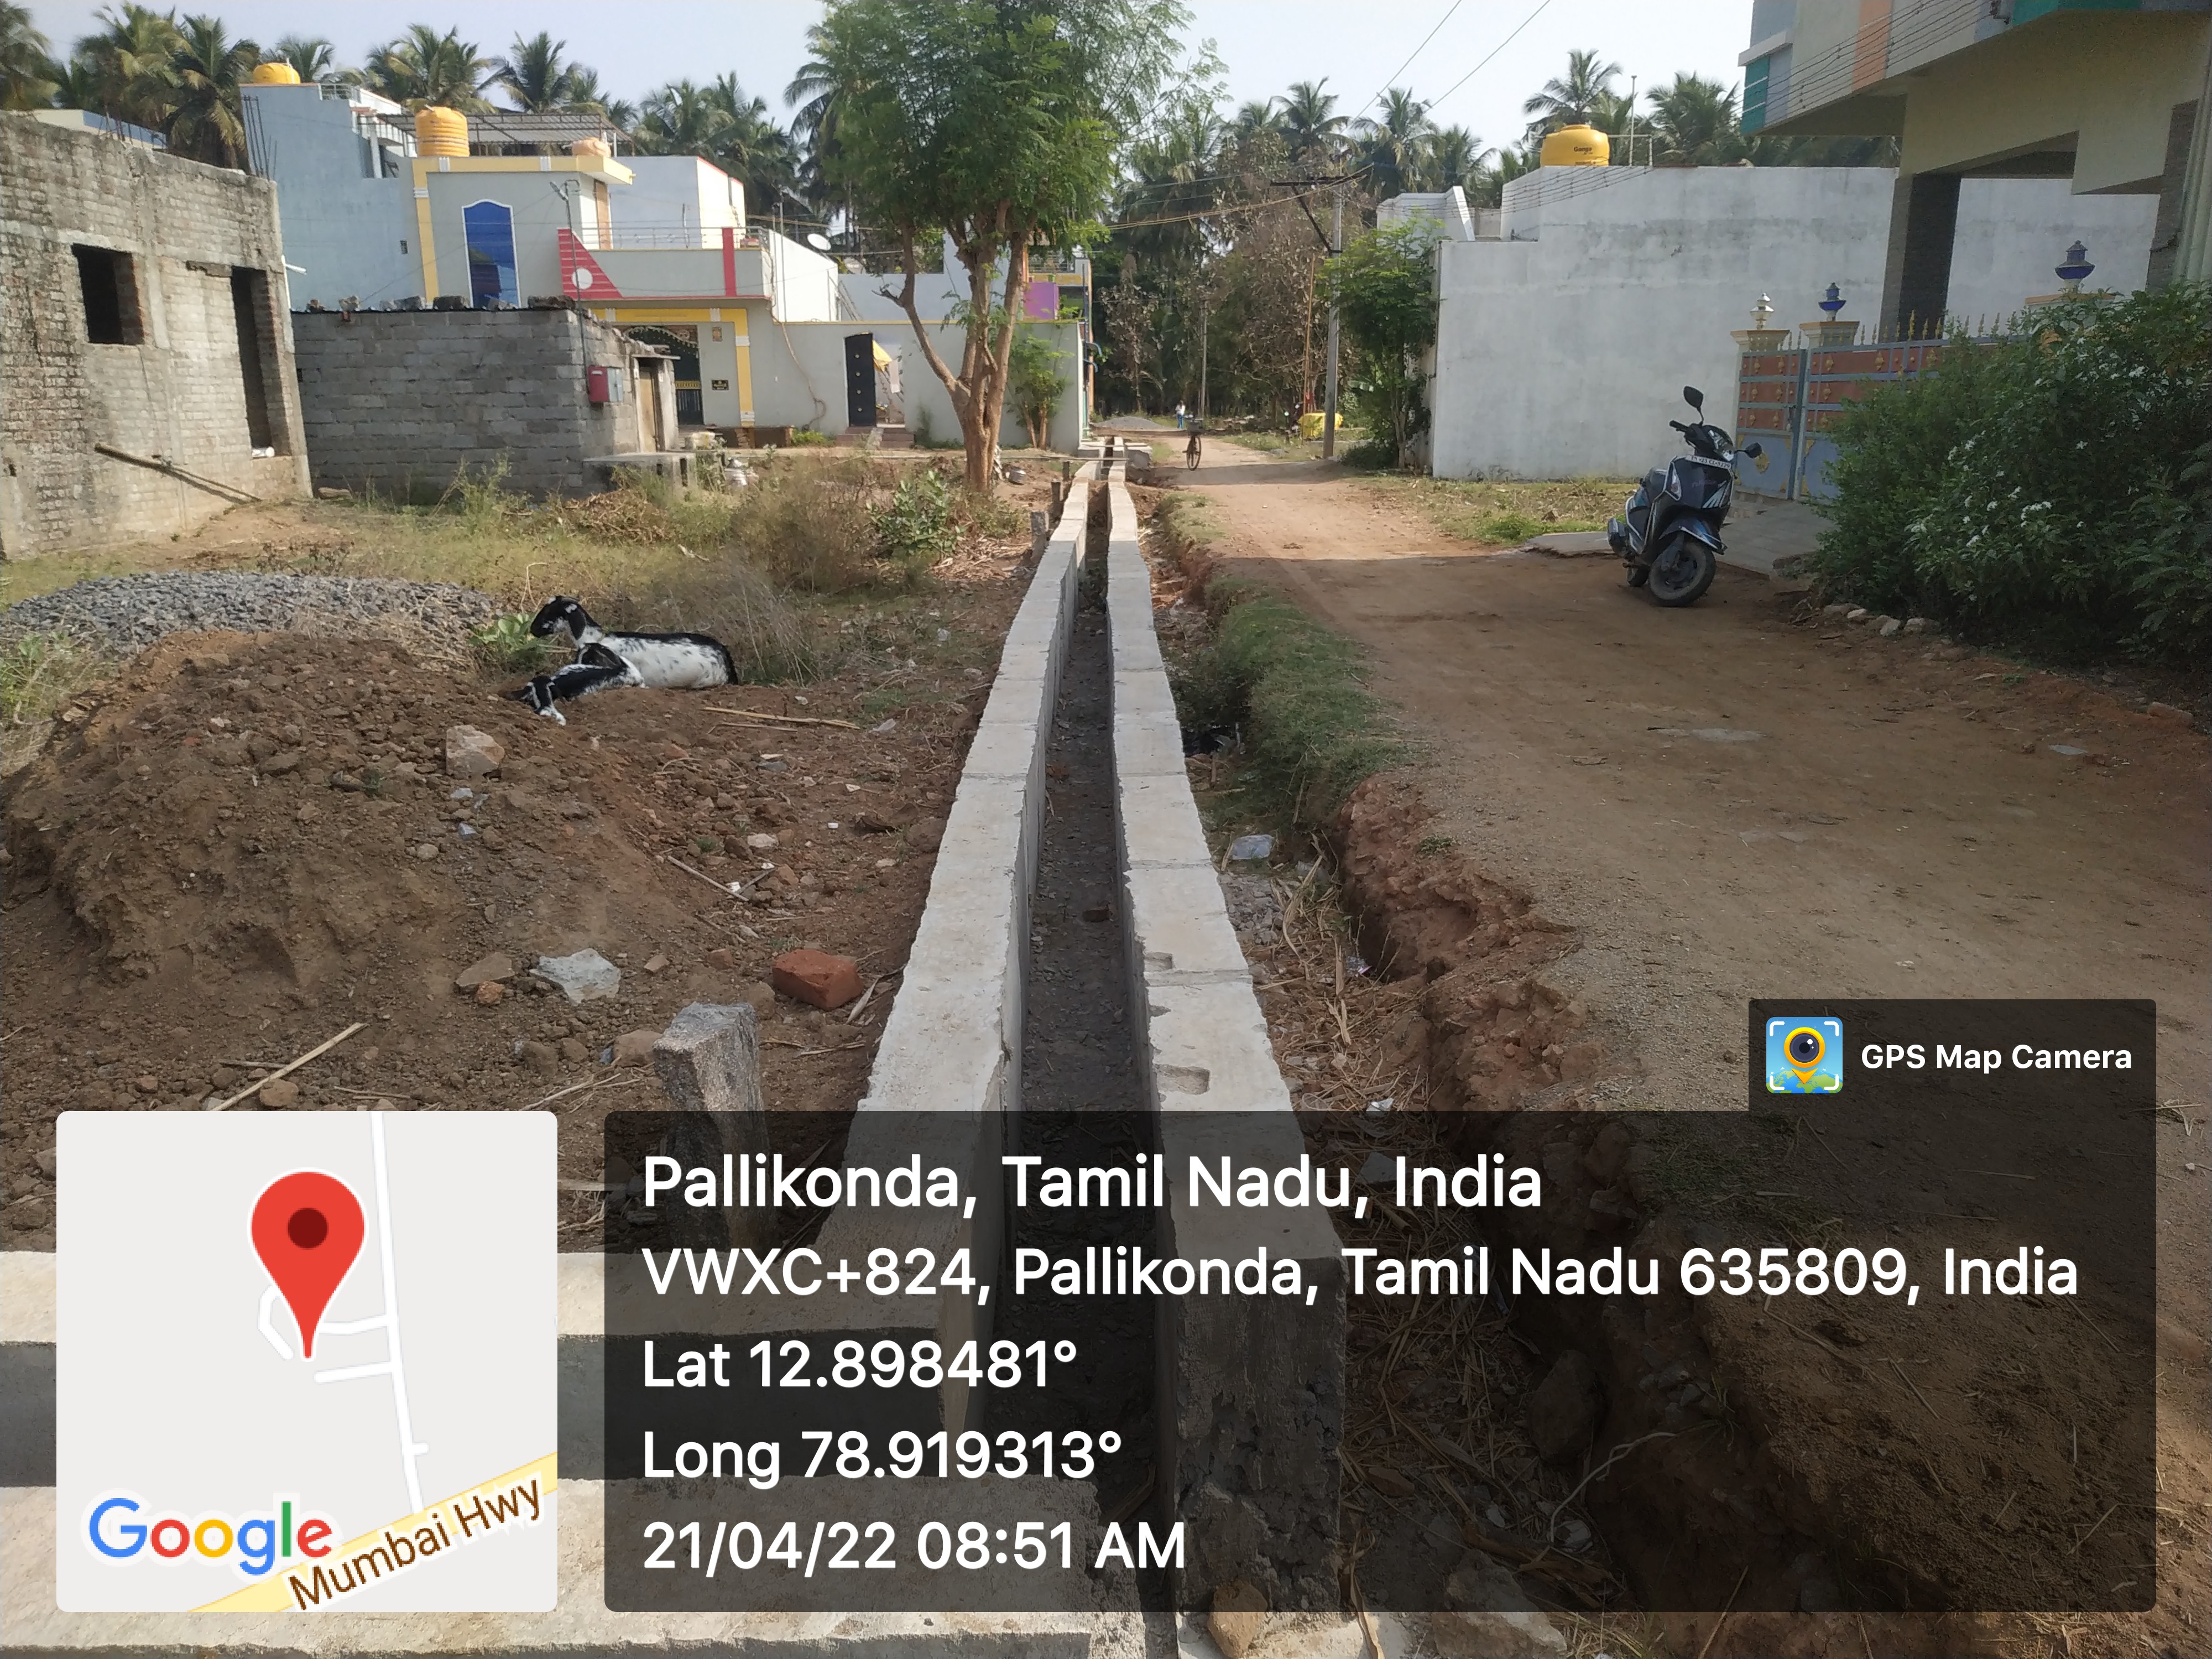 Ganga
GPS Map Camera
Pallikonda, Tamil Nadu, India
VWXC+824, Pallikonda, Tamil Nadu 635809, India
Lat 12.898481°
Long 78.919313°
21/04/22 08:51 AM
Google
Mumbai Hwy